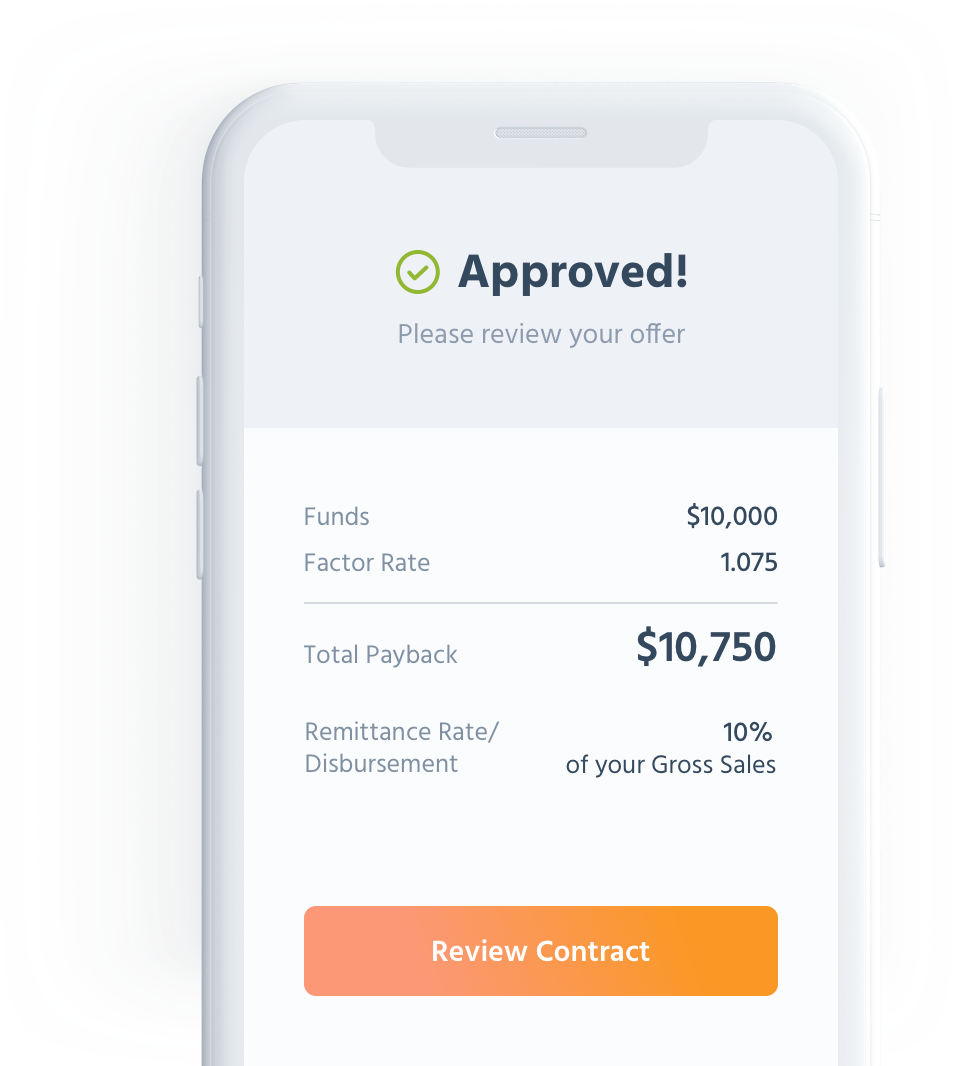 Approved!
Please review your offer
Funds $10,000
Factor Rate 1.075
Total Payback $10,750
Remittance Rate/ 10%
Disbursement of your Gross Sales
Review Contract